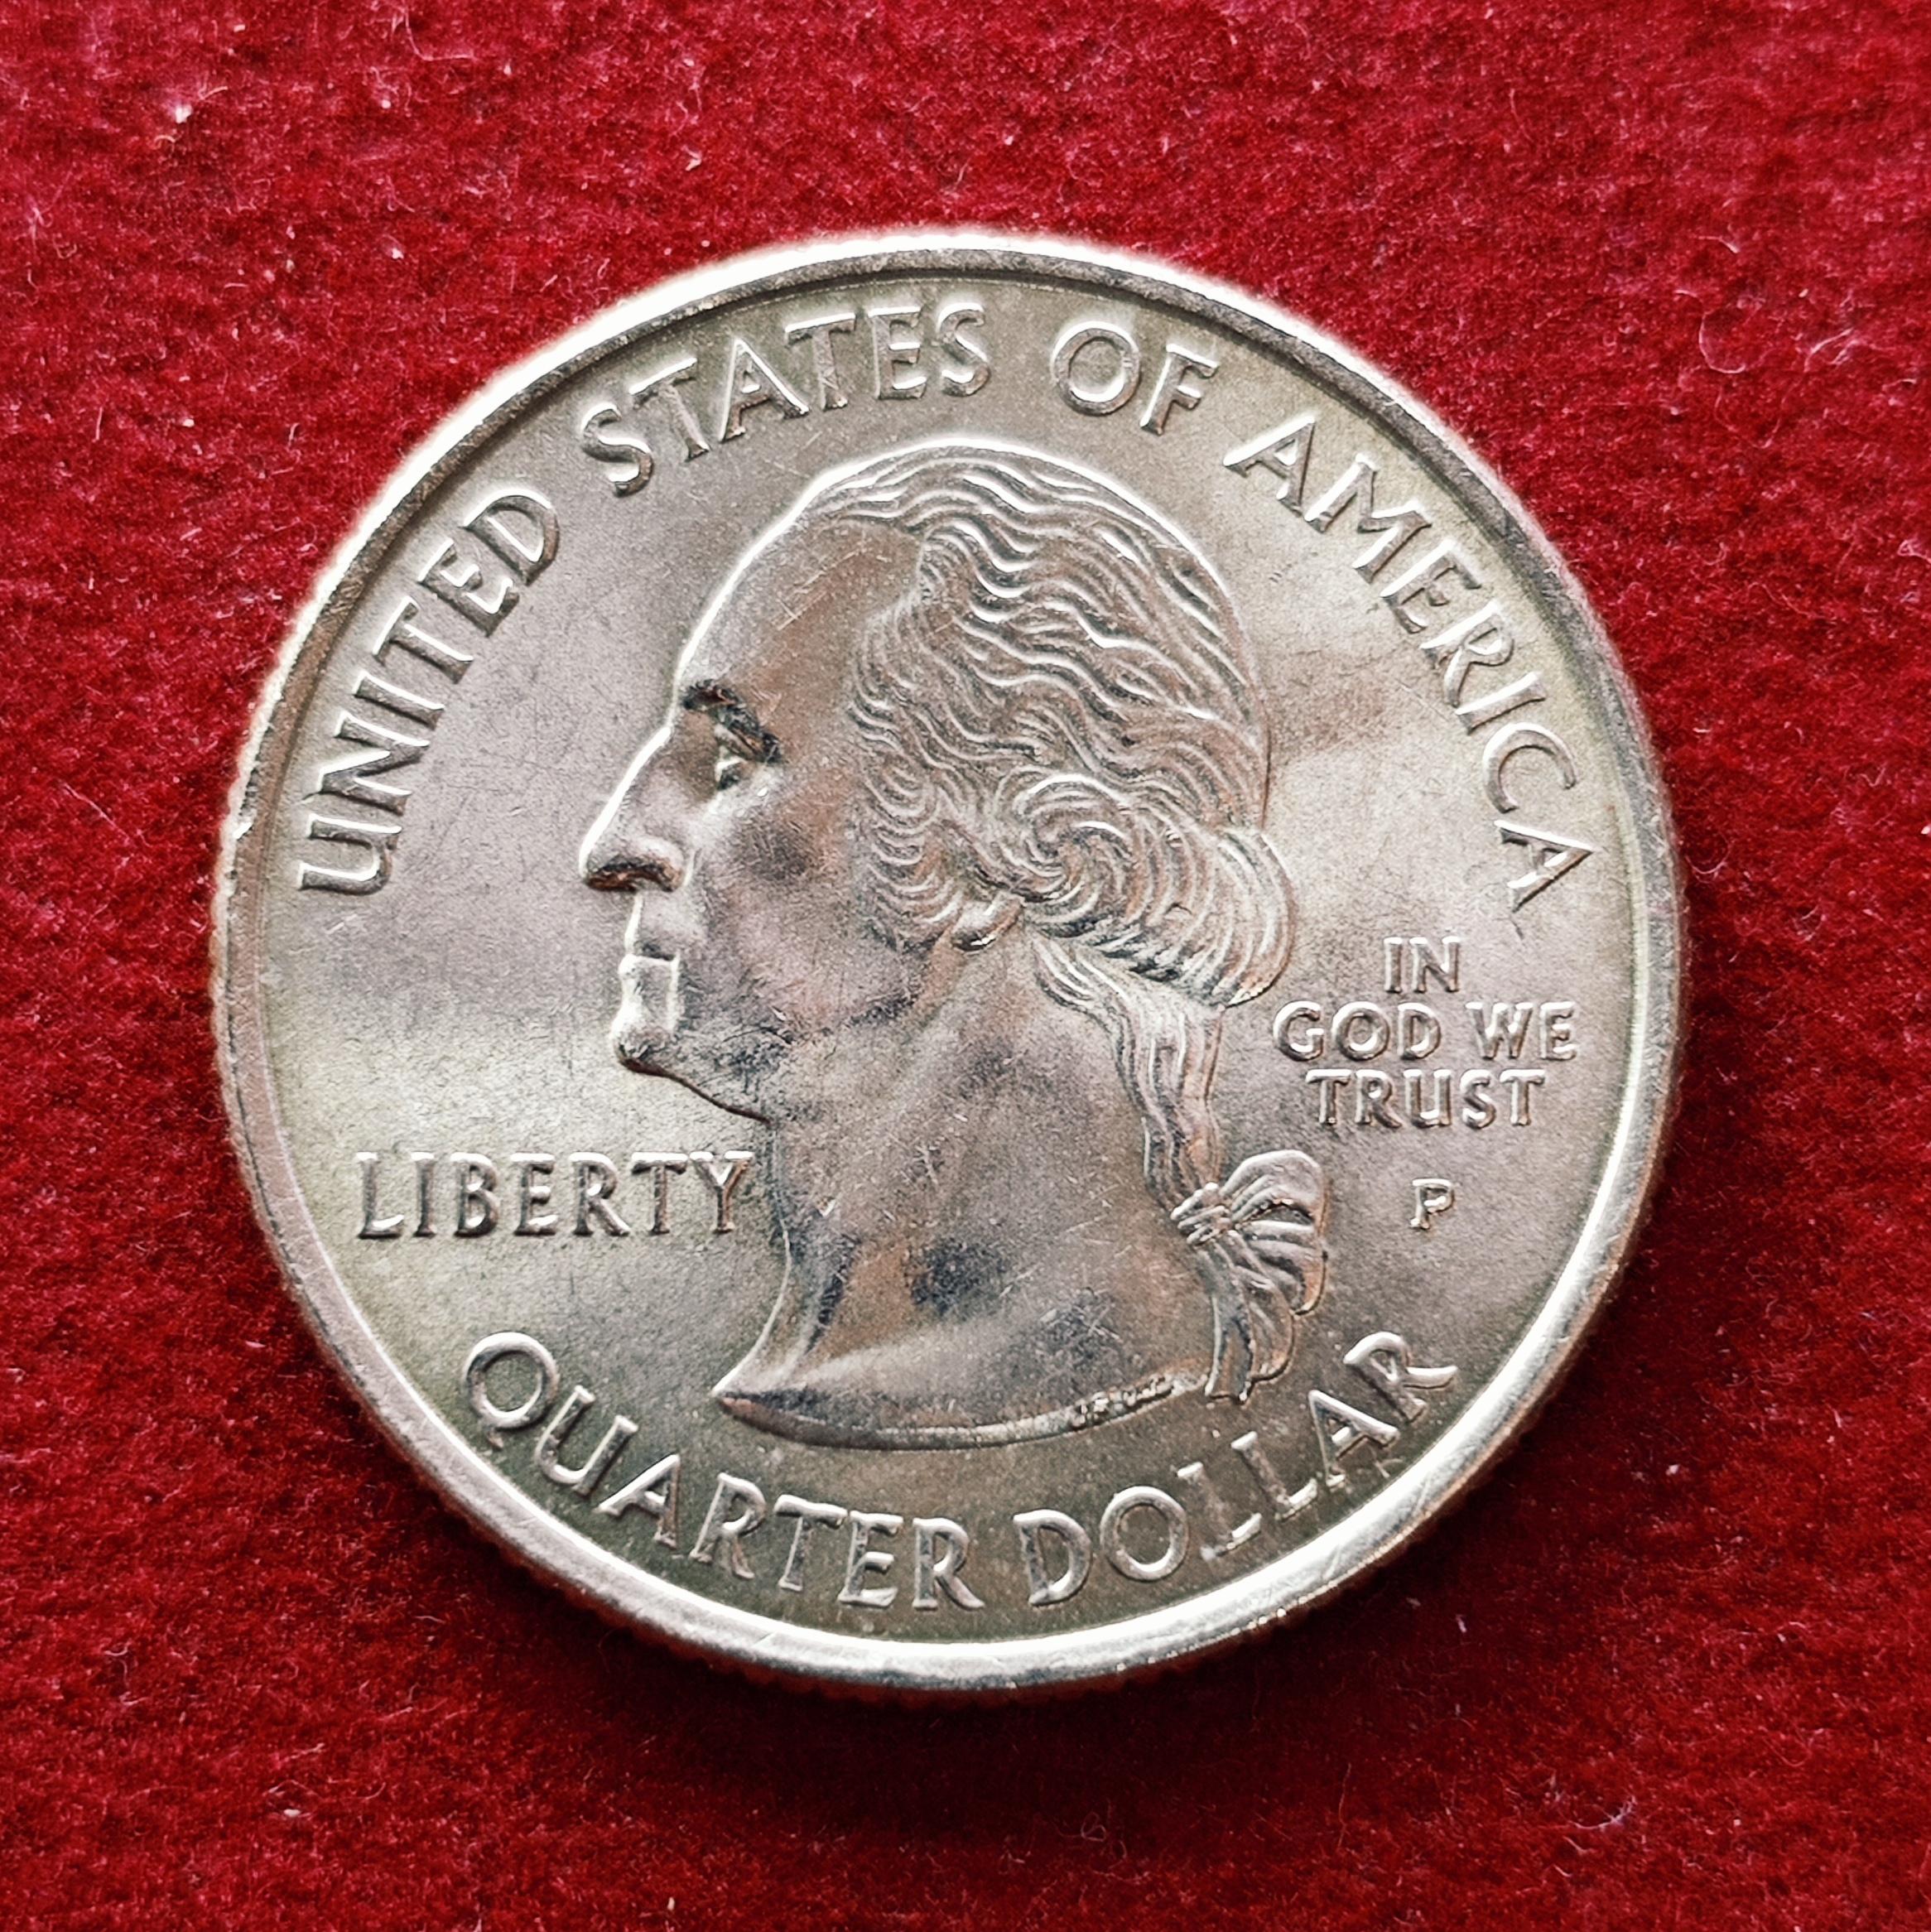 UNITED STATES OF AMERICA
LIBERTY
IN
GOD WE
TRUST
P
QUARTER DOLLAR